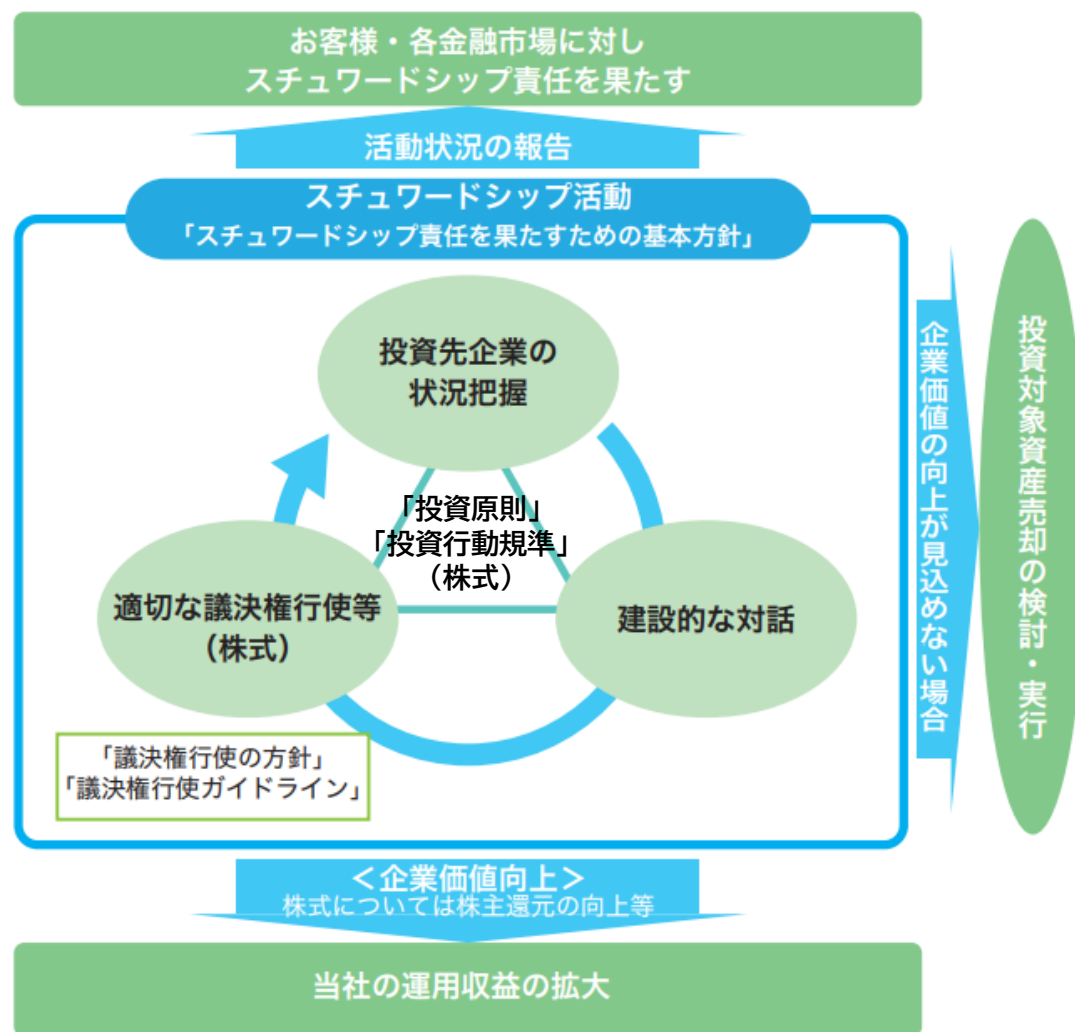 お客様・各金融市場に対し
スチュワードシップ責任を果たす
活動状況の報告
スチュワードシップ活動
「スチュワードシップ責任を果たすための基本方針」
投資先企業の
状況把握
「投資原則」
「投資行動規準」
（株式）
適切な議決権行使等
（株式）
建設的な対話
「議決権行使の方針」
「議決権行使ガイドライン」
企業価値の向上が見込めない場合
投資対象資産売却の検討・実行
＜企業価値向上＞
株式については株主還元の向上等
当社の運用収益の拡大